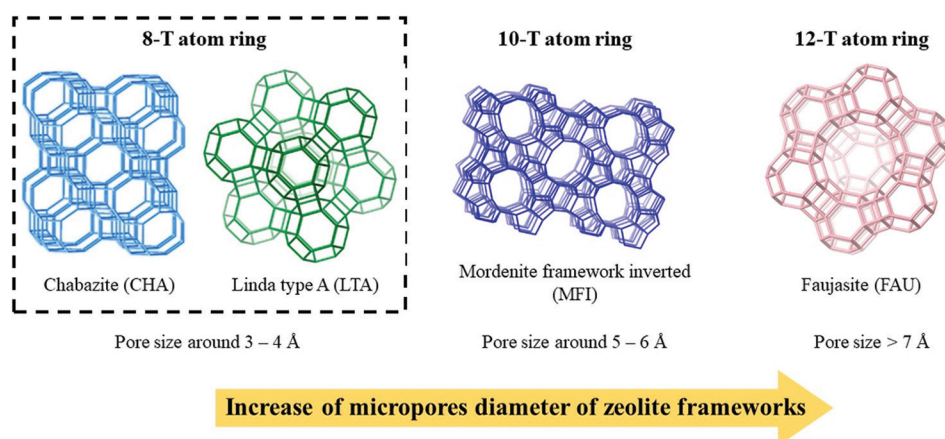 8-T atom ring
10-T atom ring
12-T atom ring
Chabazite (CHA)
Linda type A (LTA)
Mordenite framework inverted
(MFI)
Faujasite (FAU)
Pore size around 3 – 4 Å
Pore size around 5 – 6 Å
Pore size > 7 Å
Increase of micropores diameter of zeolite frameworks